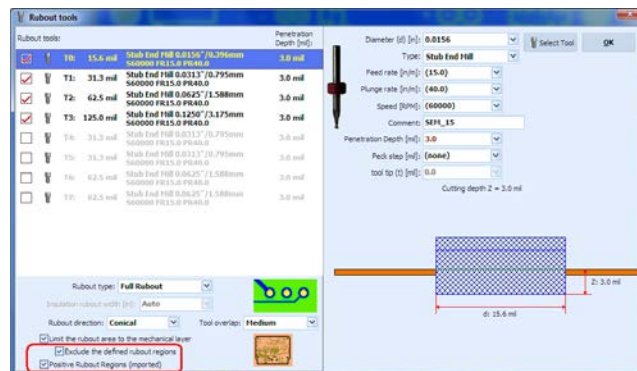 Rubout tools
Rubout tools:
Penetration
Depth [mil]:
T0: 15.6 mil Stub End Mill 0.0156"/0.396mm 3.0 mil
S60000 FR15.0 PR40.0
T1: 31.3 mil Stub End Mill 0.0313"/0.795mm 3.0 mil
S60000 FR15.0 PR40.0
T2: 62.5 mil Stub End Mill 0.0625"/1.588mm 3.0 mil
S60000 FR15.0 PR40.0
T3: 125.0 mil Stub End Mill 0.1250"/3.175mm 3.0 mil
S60000 FR15.0 PR40.0
T4: 31.3 mil Stub End Mill 0.0313"/0.795mm 3.0 mil
S60000 FR15.0 PR40.0
T5: 31.3 mil Stub End Mill 0.0313"/0.795mm 3.0 mil
S60000 FR15.0 PR40.0
T6: 62.5 mil Stub End Mill 0.0625"/1.588mm 3.0 mil
S60000 FR15.0 PR40.0
T7: 62.5 mil Stub End Mill 0.0625"/1.588mm 3.0 mil
S60000 FR15.0 PR40.0
Rubout type: Full Rubout
Insulation rubout width [in]: Auto
Rubout direction: Conical Tool overlap: Medium
Limit the rubout area to the mechanical layer
Exclude the defined rubout regions
Positive Rubout Regions (imported)
Diameter (d) [in]: 0.0156 Select Tool OK
Type: Stub End Mill
Feed rate [in/m]: (15.0)
Plunge rate [in/m]: (40.0)
Speed [RPM]: (60000)
Comment: SEM_15
Penetration Depth [mil]: 3.0
Peck step [mil]: (none)
tool tip (t) [mil]: 0.0
Cutting depth Z = 3.0 mil
Z: 3.0 mil
d: 15.6 mil